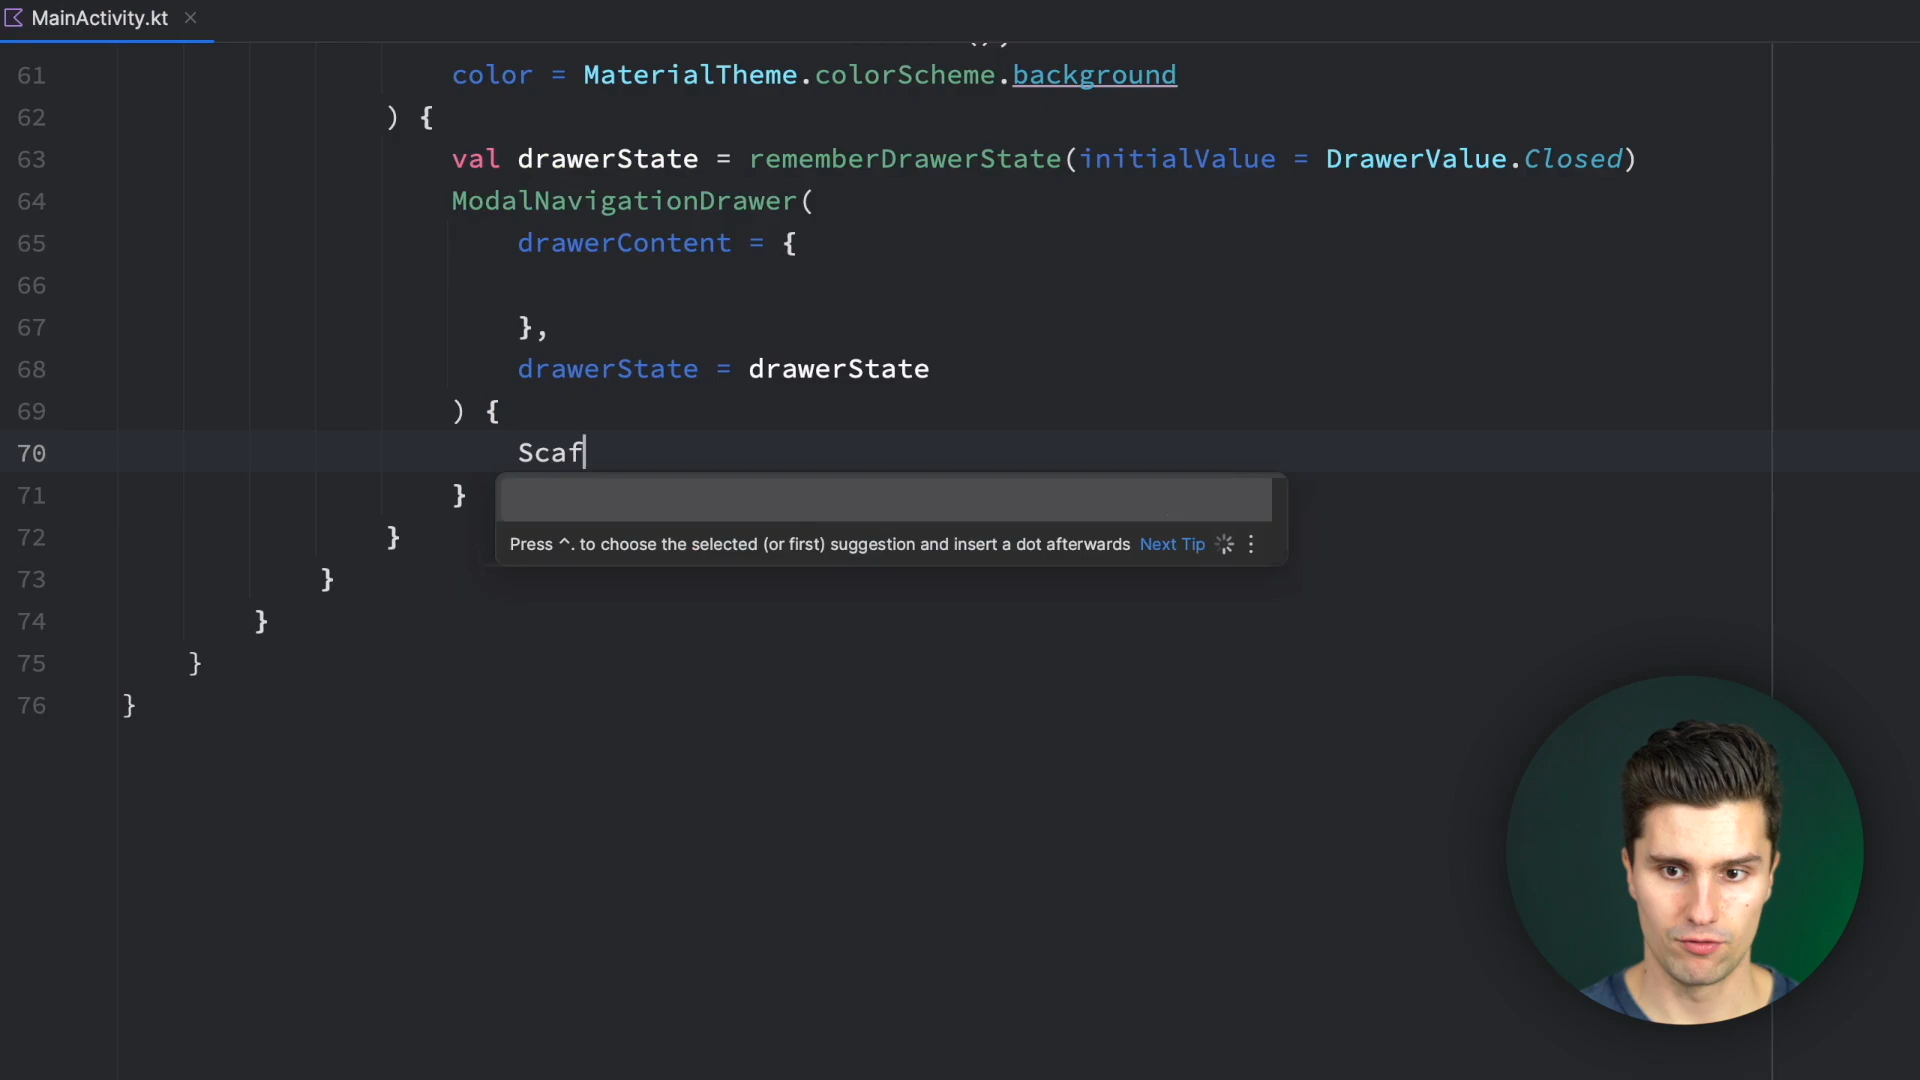 MainActivity.kt
61 color = MaterialTheme.colorScheme.background
62 ) {
63 val drawerState = rememberDrawerState(initialValue = DrawerValue.Closed)
64 ModalNavigationDrawer(
65 drawerContent = {
66
67 },
68 drawerState = drawerState
69 ) {
70 Scaf
71 }
Press ^. to choose the selected (or first) suggestion and insert a dot afterwards Next Tip
72 }
73 }
74 }
75 }
76 }